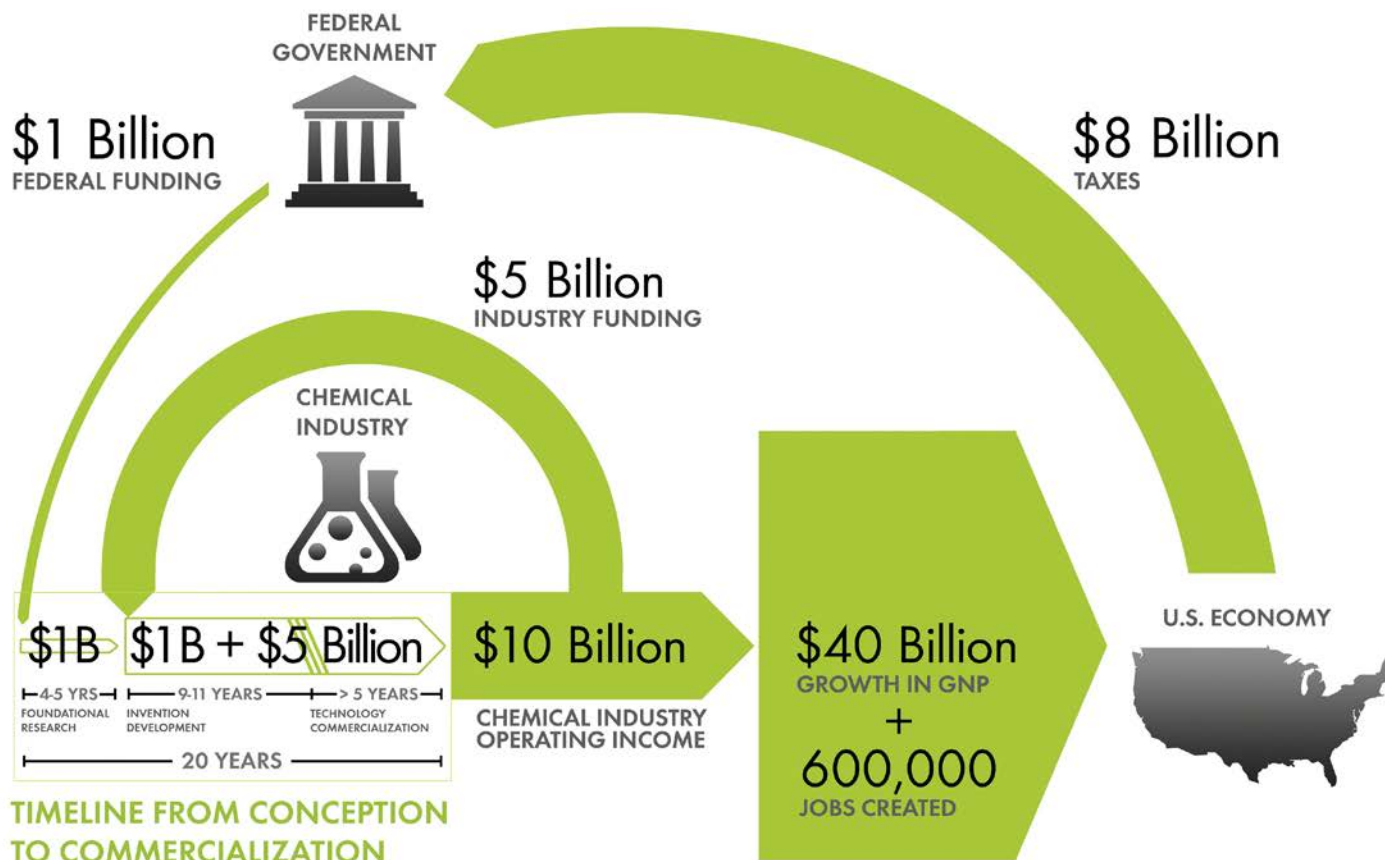 FEDERAL
GOVERNMENT
$1 Billion
FEDERAL FUNDING
$8 Billion
TAXES
$5 Billion
INDUSTRY FUNDING
CHEMICAL
INDUSTRY
$1B
$1B + $5 Billion
4-5 YRS
FOUNDATIONAL
RESEARCH
9-11 YEARS
INVENTION
DEVELOPMENT
> 5 YEARS
TECHNOLOGY
COMMERCIALIZATION
20 YEARS
$10 Billion
CHEMICAL INDUSTRY
OPERATING INCOME
$40 Billion
GROWTH IN GNP
+
600,000
JOBS CREATED
U.S. ECONOMY
TIMELINE FROM CONCEPTION
TO COMMERCIALIZATION